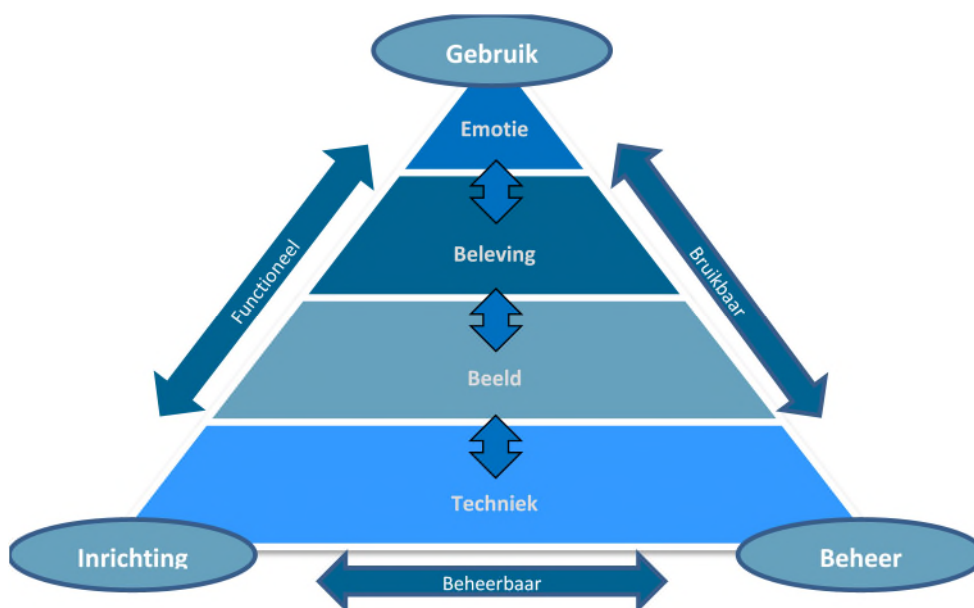 Gebruik
Emotie
Functioneel
Beleving
Bruikbaar
Beeld
Techniek
Inrichting
Beheer
Beheerbaar